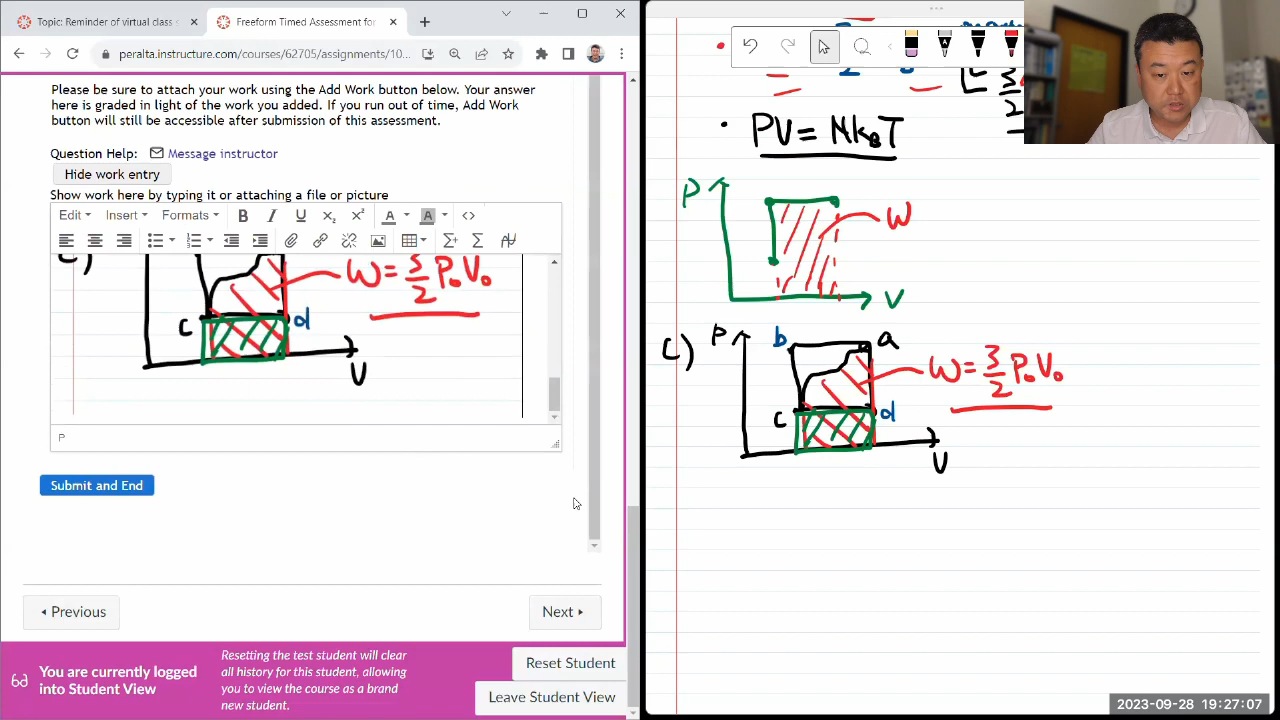 Topic: Reminder of virtual class s
Freeform Timed Assessment for
peralta.instructure.com/courses/62767/assignments/10...
Please be sure to attach your work using the Add Work button below. Your answer
here is graded in light of the work you added. If you run out of time, Add Work
button will still be accessible after submission of this assessment.
Question Help: Message instructor
Hide work entry
Show work here by typing it or attaching a file or picture
Edit Insert Formats
W = 3/2 P₀V₀
c
d
V
P
Submit and End
Previous
Next
You are currently logged
into Student View
Resetting the test student will clear
all history for this student, allowing
you to view the course as a brand
new student.
Reset Student
Leave Student View
3
2
PV = NkBT
P
W
V
C)
P
b
a
W = 3/2 P₀V₀
c
d
V
2023-09-28 19:27:07